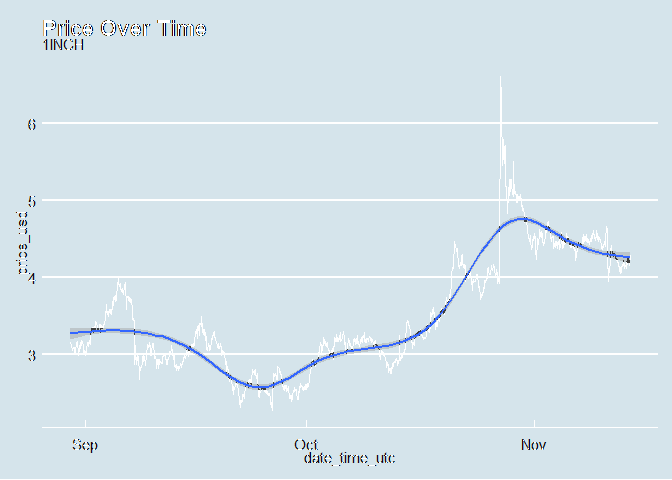 Price Over Time
1INCH
6
5
4
3
price_usd
Sep
Oct
Nov
date_time_utc